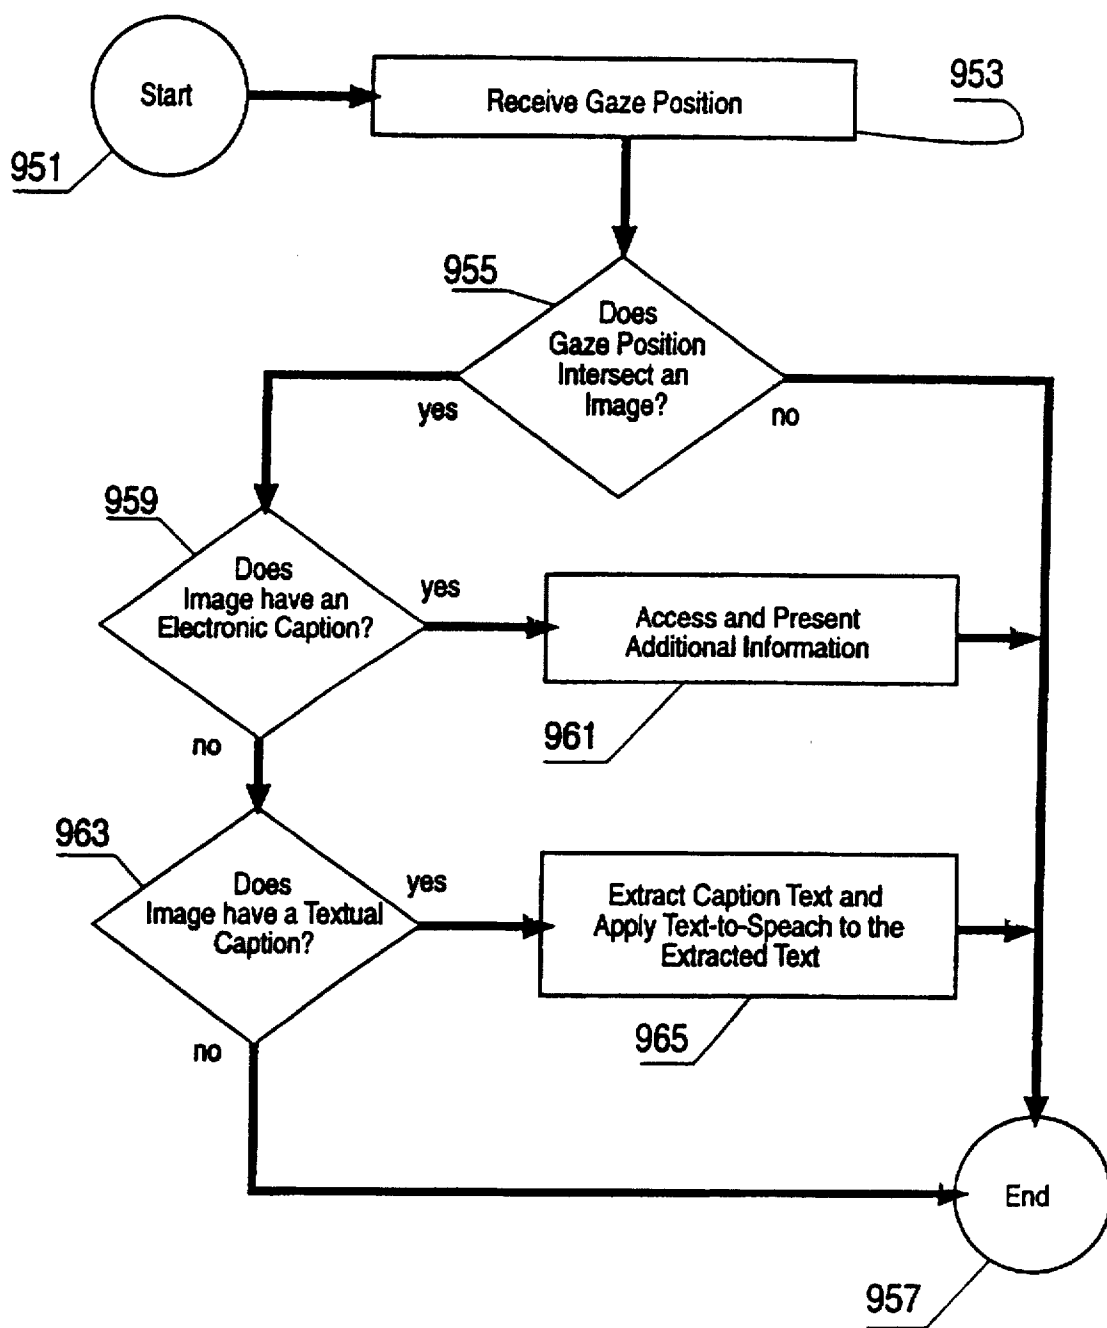 Start
Receive Gaze Position
953
951
955
Does
Gaze Position
Intersect an
Image?
yes
no
959
Does
Image have an
Electronic Caption?
yes
Access and Present
Additional Information
no
961
963
Does
Image have a Textual
Caption?
yes
Extract Caption Text and
Apply Text-to-Speach to the
Extracted Text
no
965
End
957